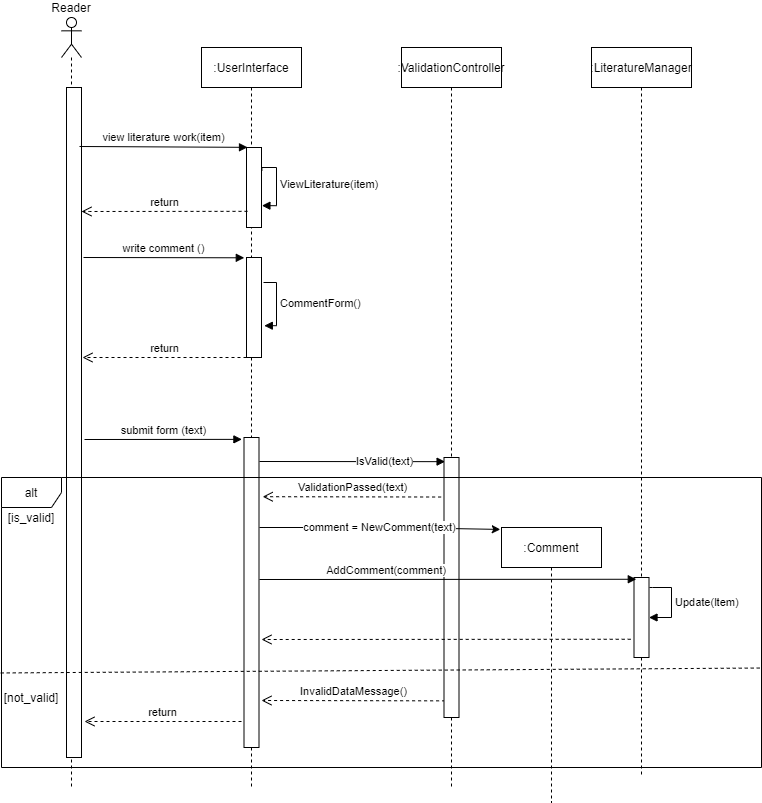 Reader
:UserInterface
:ValidationController
:LiteratureManager
view literature work(item)
ViewLiterature(item)
return
write comment ()
CommentForm()
return
submit form (text)
IsValid(text)
alt
ValidationPassed(text)
[is_valid]
comment = NewComment(text)
:Comment
AddComment(comment)
Update(Item)
[not_valid]
InvalidDataMessage()
return